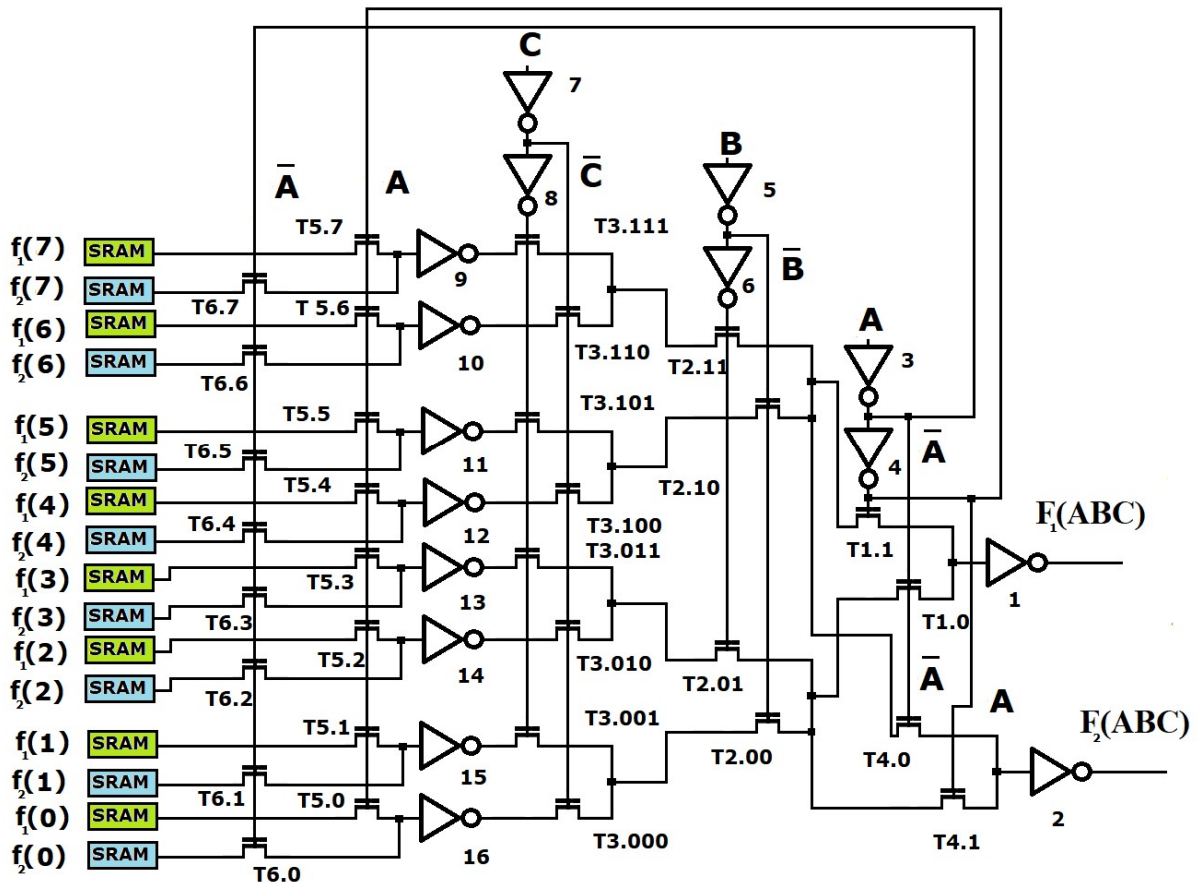 C
7
A̅
A
8
C̅
B
5
B̅
6
T5.7
T3.111
f₁(7) SRAM
9
f₂(7) SRAM
T6.7
T 5.6
f₁(6) SRAM
10
T3.110
T2.11
f₂(6) SRAM
T6.6
A
3
T5.5
T3.101
f₁(5) SRAM
A̅
4
T6.5
11
f₂(5) SRAM
T5.4
T2.10
f₁(4) SRAM
T6.4
12
T3.100
T1.1
F₁(ABC)
f₂(4) SRAM
T3.011
f₁(3) SRAM
T5.3
13
1
f₂(3) SRAM
T6.3
T1.0
f₁(2) SRAM
T5.2
14
T3.010
A̅
f₂(2) SRAM
T6.2
T2.01
A
T5.1
T3.001
F₂(ABC)
f₁(1) SRAM
T2.00
T4.0
15
f₂(1) SRAM
T6.1
T5.0
f₁(0) SRAM
2
T3.000
T4.1
f₂(0) SRAM
16
T6.0